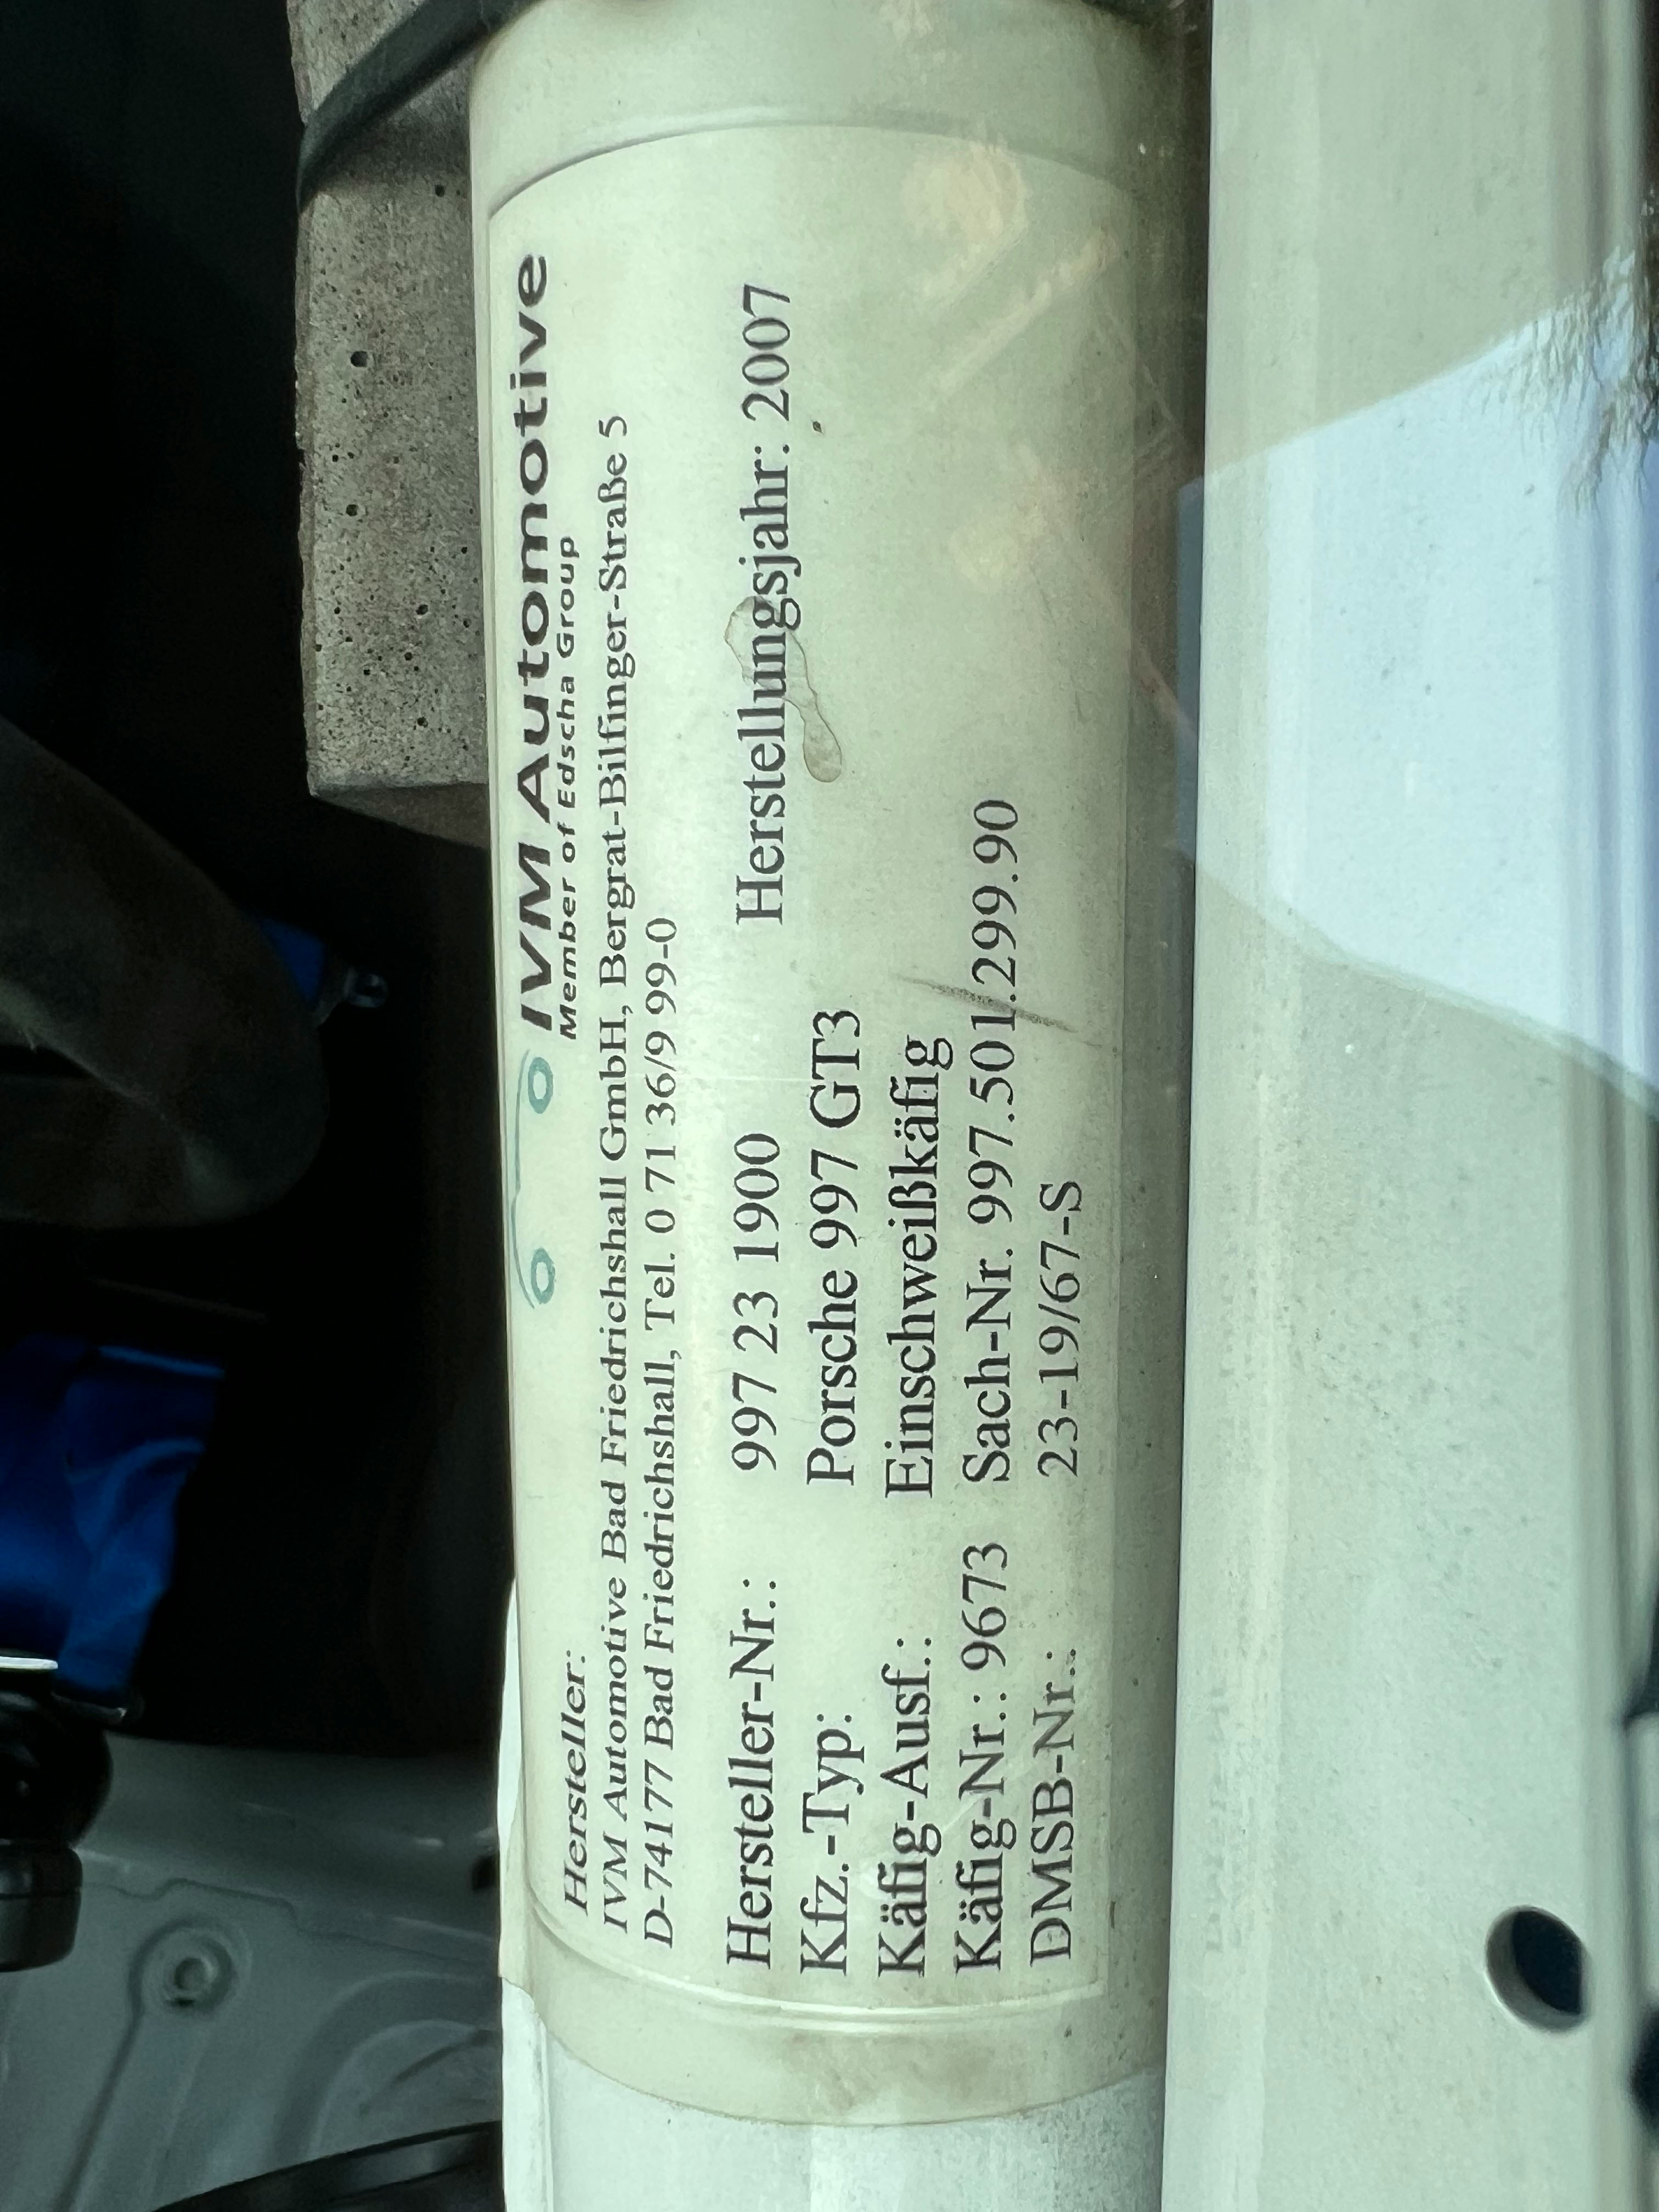 IVM Automotive
Member of Edscha Group
Hersteller:
IVM Automotive Bad Friedrichshall GmbH, Bergrat-Bilfinger-Straße 5
D-74177 Bad Friedrichshall, Tel. 0 71 36/9 99-0
Hersteller-Nr.: 997 23 1900 Herstellungsjahr: 2007
Kfz.-Typ: Porsche 997 GT3
Käfig-Ausf.: Einschweißkäfig
Käfig-Nr.: 9673 Sach-Nr. 997.501.299.90
DMSB-Nr.: 23-19/67-S